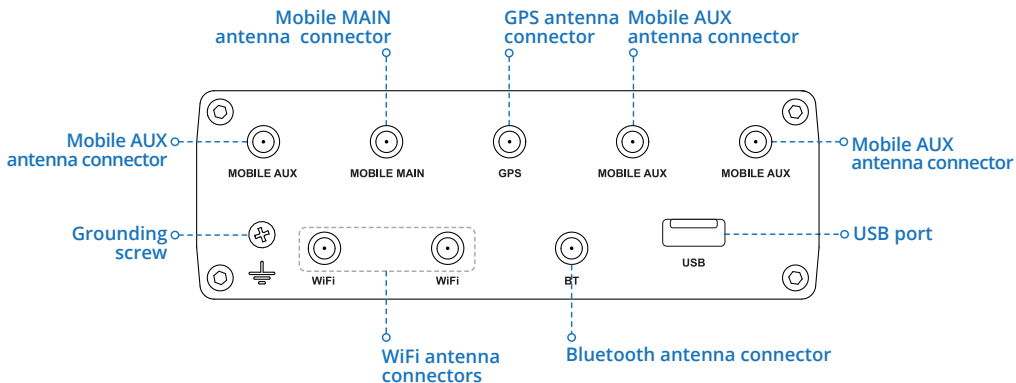 Mobile MAIN
antenna connector
GPS antenna
connector
Mobile AUX
antenna connector
Mobile AUX
antenna connector
MOBILE AUX
MOBILE MAIN
GPS
MOBILE AUX
MOBILE AUX
Mobile AUX
antenna connector
Grounding
screw
WiFi
WiFi
BT
USB
USB port
WiFi antenna
connectors
Bluetooth antenna connector